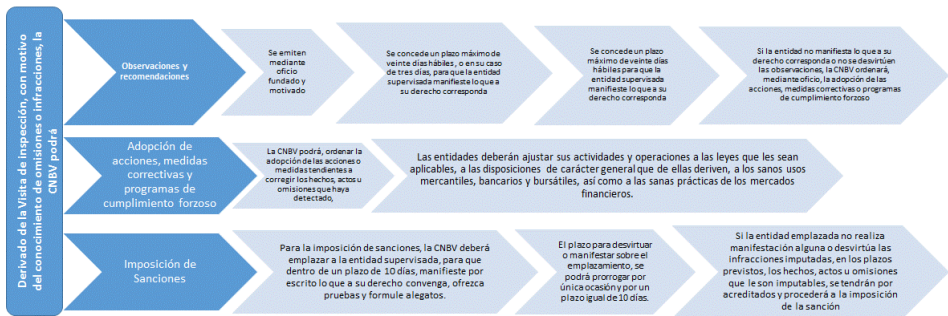 Derivado de la Visita de inspección, con motivo
del conocimiento de omisiones o infracciones, la
CNBV podrá
Observaciones y
recomendaciones
Se emiten
mediante
oficio
fundado y
motivado
Se concede un plazo máximo de
veinte días hábiles , o en su caso
de tres días, para que la entidad
supervisada manifieste lo que a
su derecho corresponda
Se concede un plazo
máximo de veinte días
hábiles para que la
entidad supervisada
manifieste lo que a su
derecho corresponda
Si la entidad no manifiesta lo que a su
derecho corresponda o no se desvirtúen
las observaciones, la CNBV ordenará,
mediante oficio, la adopción de las
acciones, medidas correctivas o programas
de cumplimiento forzoso
Adopción de
acciones, medidas
correctivas y
programas de
cumplimiento forzoso
La CNBV podrá, ordenar la
adopción de las acciones o
medidas tendientes a
corregir los hechos, actos u
omisiones que haya
detectado,
Las entidades deberán ajustar sus actividades y operaciones a las leyes que les sean
aplicables, a las disposiciones de carácter general que de ellas deriven, a los sanos usos
mercantiles, bancarios y bursátiles, así como a las sanas prácticas de los mercados
financieros.
Imposición de
Sanciones
Para la imposición de sanciones, la CNBV deberá
emplazar a la entidad supervisada, para que
dentro de un plazo de 10 días, manifieste por
escrito lo que a su derecho convenga, ofrezca
pruebas y formule alegatos.
El plazo para desvirtuar
o manifestar sobre el
emplazamiento, se
podrá prorrogar por
única ocasión y por un
plazo igual de 10 días.
Si la entidad emplazada no realiza
manifestación alguna o desvirtúa las
infracciones imputadas, en los plazos
previstos, los hechos, actos u omisiones
que le son imputables, se tendrán por
acreditados y procederá a la imposición de
la sanción